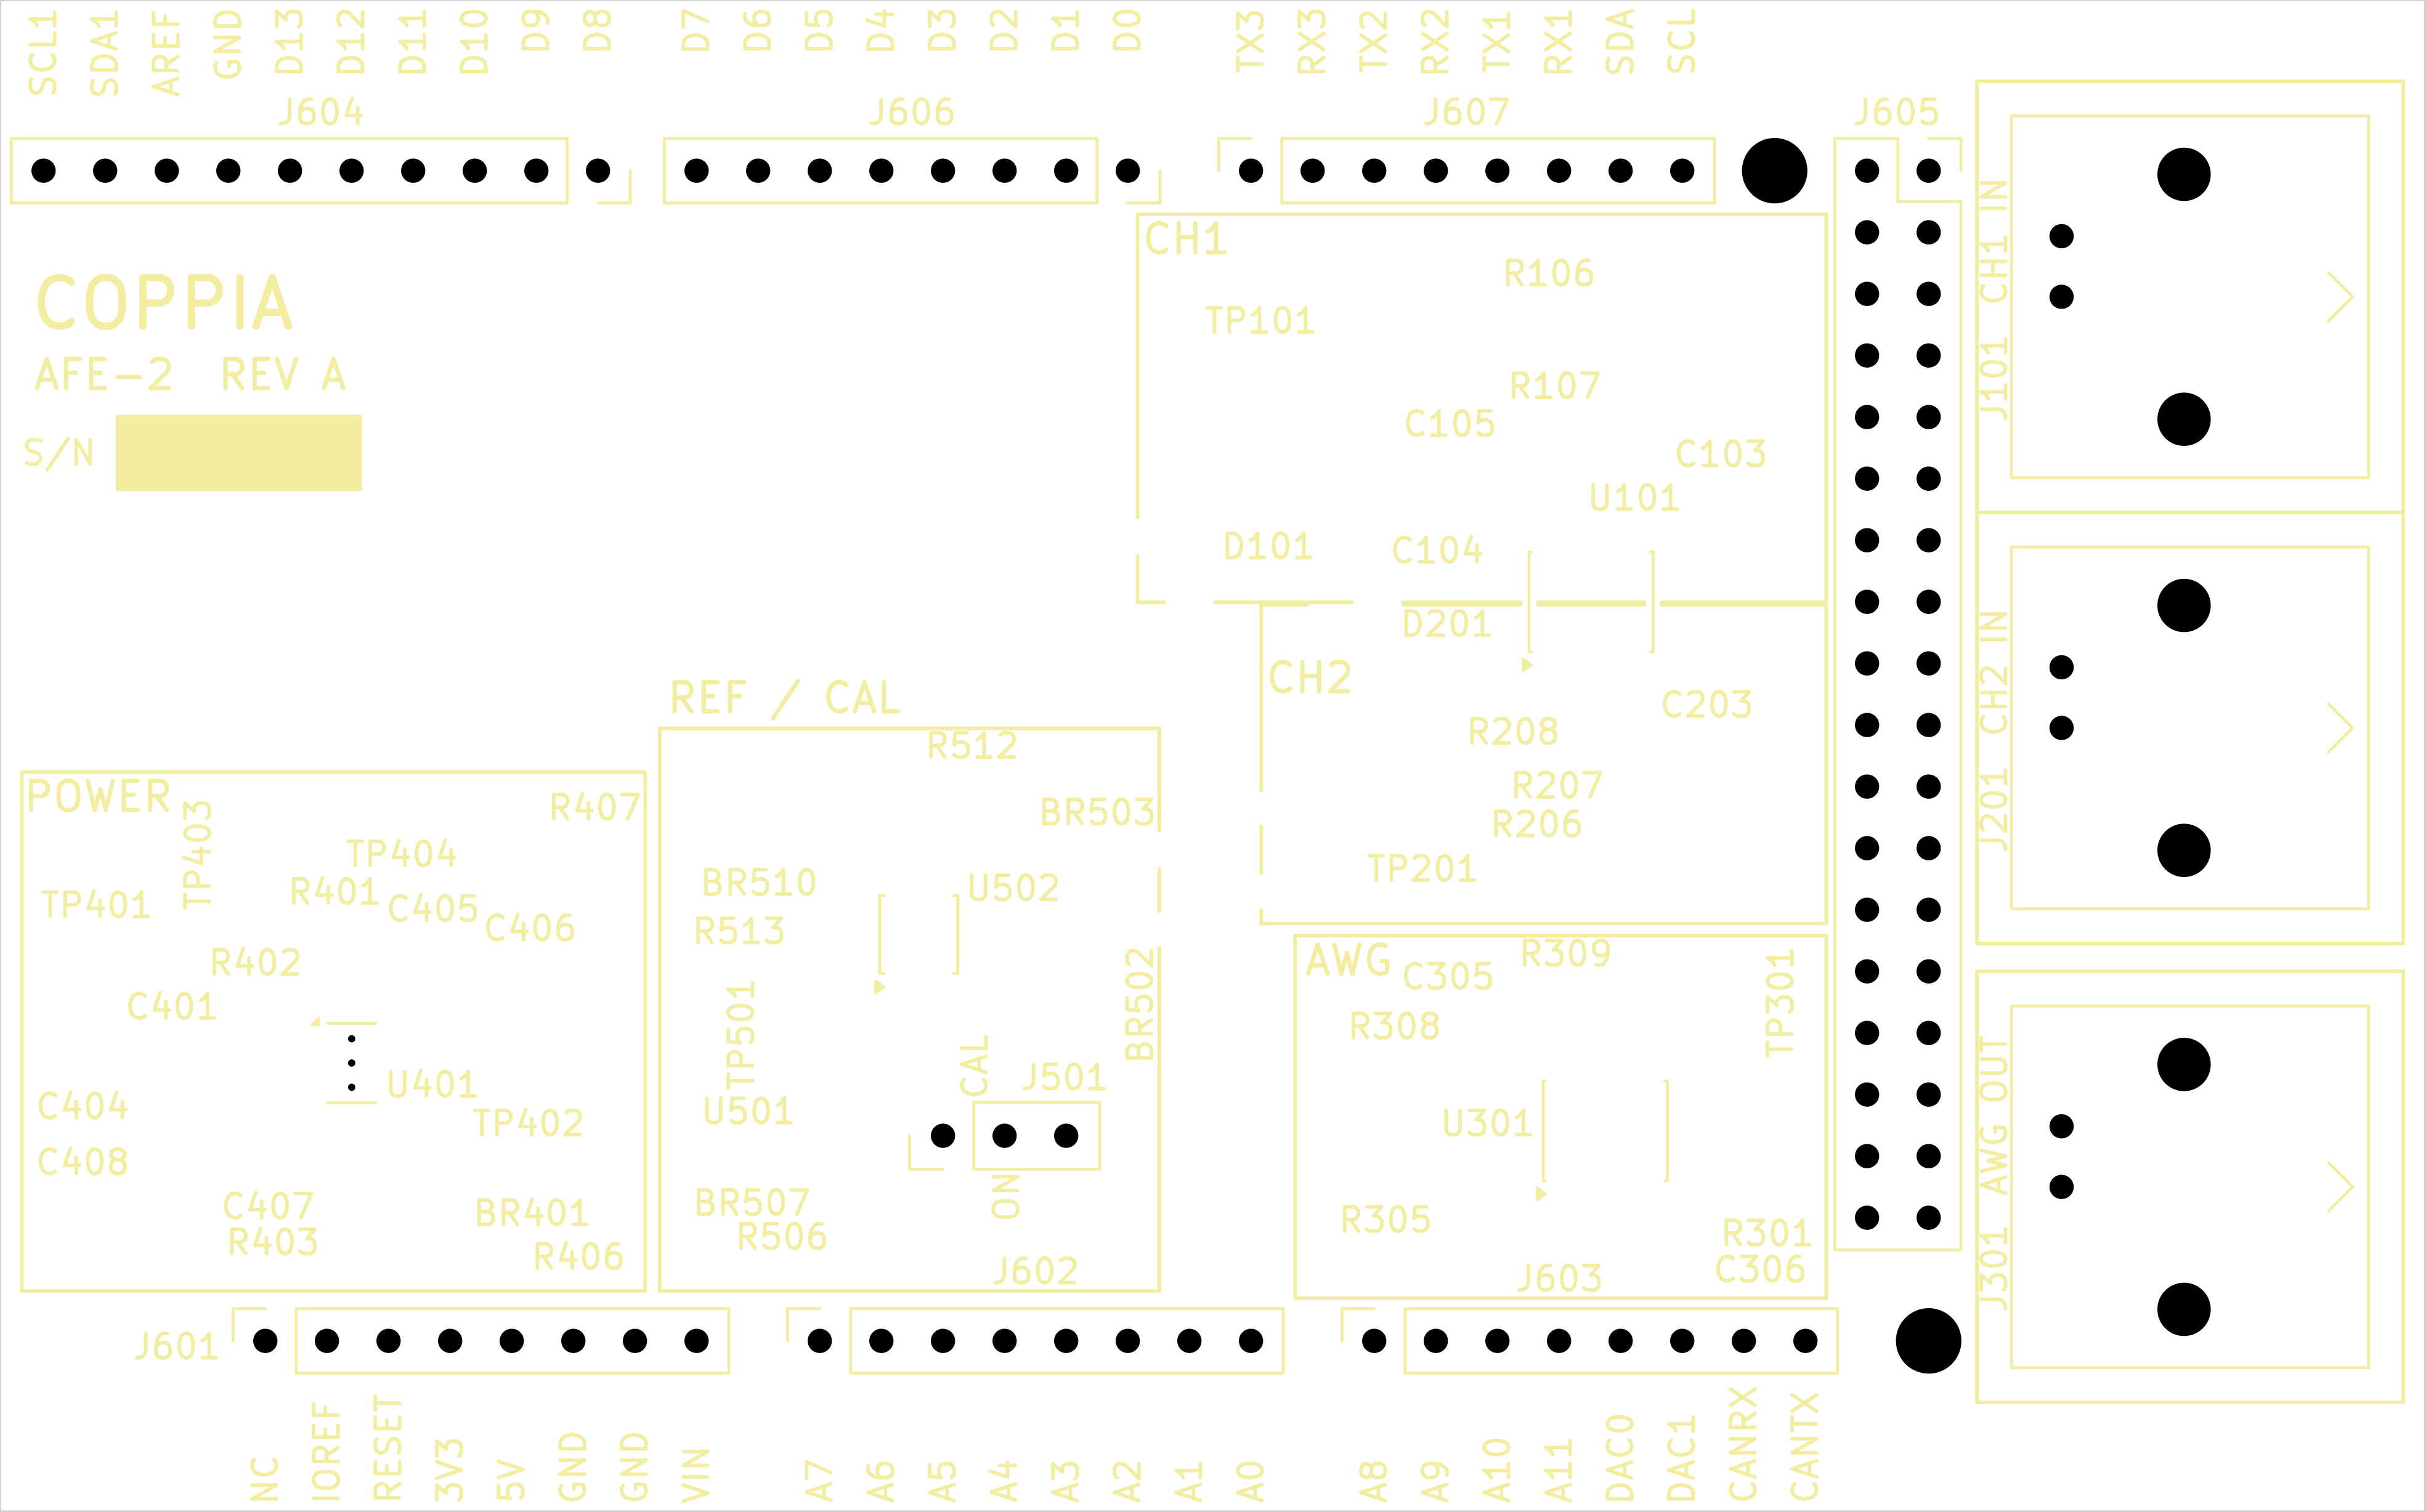 SCL1
SDA1
AREF
GND
D13
D12
D11
D10
D9
D8
D7
D6
D5
D4
D3
D2
D1
D0
TX3
RX3
TX2
RX2
TX1
RX1
SDA
SCL
J604
J606
J607
J605
CH1
COPPIA
AFE-2 REV A
S/N
R106
TP101
R107
C105
C103
U101
D101
C104
J101 CH1 IN
D201
CH2
C203
R208
R207
R206
TP201
J201 CH2 IN
REF / CAL
R512
BR503
BR510
U502
R513
BR502
TP501
CAL
J501
U501
ON
BR507
R506
J602
POWER
TP403
R407
TP404
R401
C405
TP401
C406
R402
C401
U401
C404
TP402
C408
C407
BR401
R403
R406
AWG
R309
C305
TP301
R308
U301
R305
R301
C306
J603
J301 AWG OUT
J601
NC
IOREF
RESET
3V3
5V
GND
GND
VIN
A7
A6
A5
A4
A3
A2
A1
A0
A8
A9
A10
A11
DAC0
DAC1
CANRX
CANTX